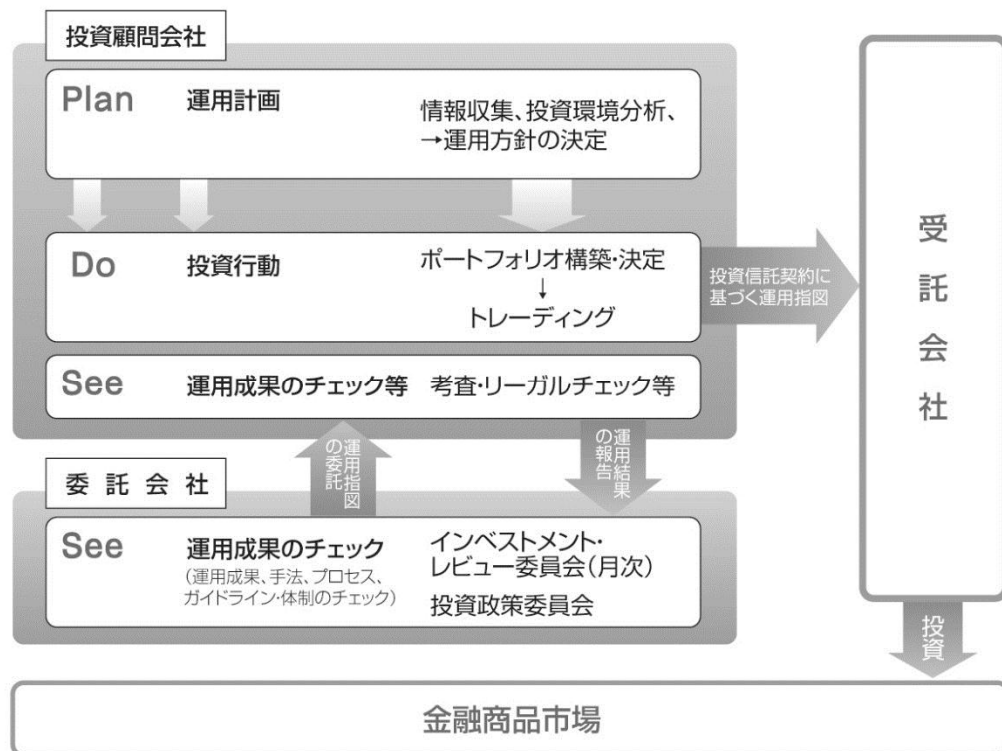 投資顧問会社
Plan 運用計画
情報収集、投資環境分析、
→運用方針の決定
Do 投資行動
ポートフォリオ構築・決定
↓
トレーディング
投資信託契約に
基づく運用指図
See 運用成果のチェック等 考査・リーガルチェック等
運用指図
の委託
運用結果
の報告
委託会社
See 運用成果のチェック
(運用成果、手法、プロセス、
ガイドライン・体制のチェック)
インベストメント・
レビュー委員会(月次)
投資政策委員会
受託会社
投資
金融商品市場